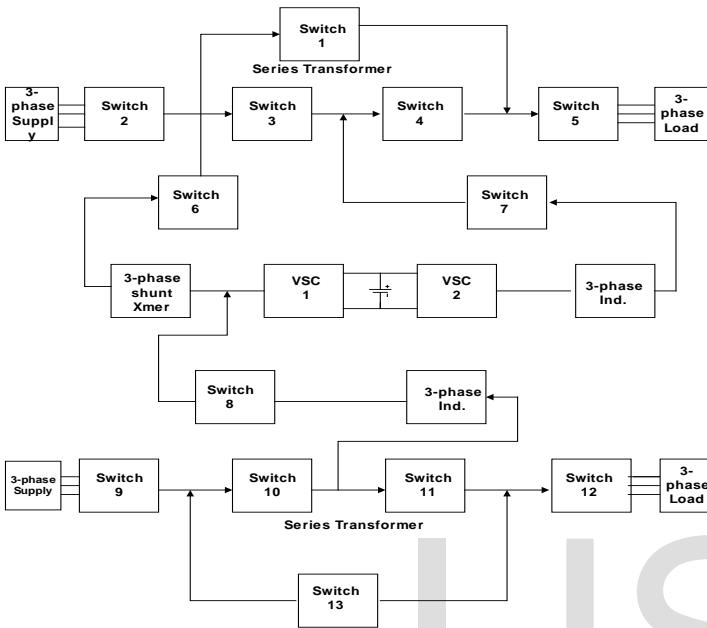 Switch
1
Series Transformer
3-
phase
Suppl
y
Switch
2
Switch
3
Switch
4
Switch
5
3-
phase
Load
Switch
6
Switch
7
3-phase
shunt
Xmer
VSC
1
+
-
VSC
2
3-phase
Ind.
Switch
8
3-phase
Ind.
3-phase
Supply
Switch
9
Switch
10
Switch
11
Switch
12
3-
phase
Load
Series Transformer
Switch
13